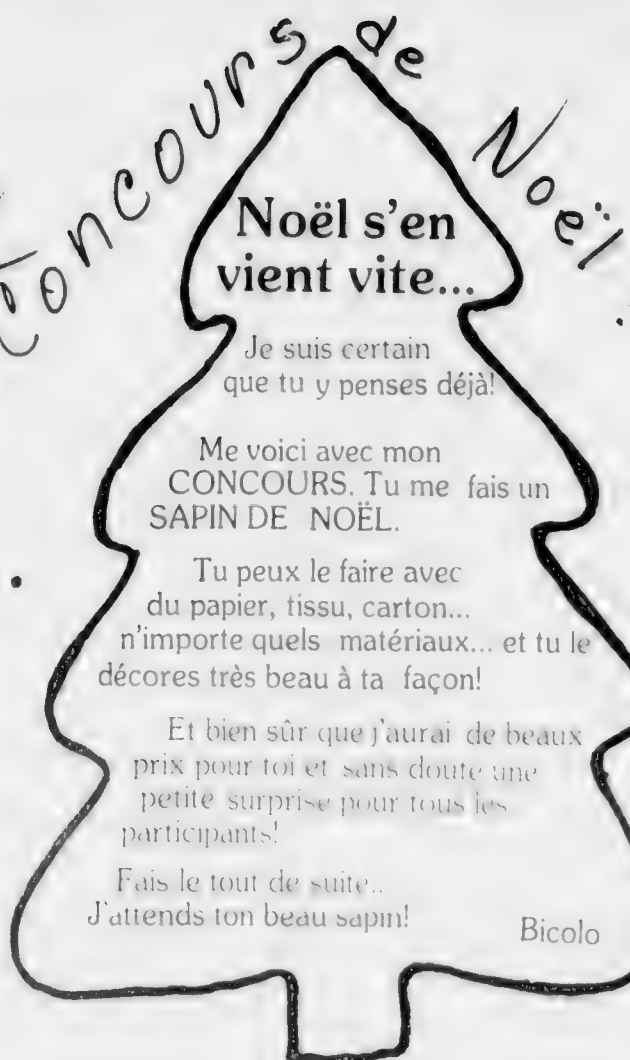 Concours de Noël
Noël s'en
vient vite...
Je suis certain
que tu y penses déjà!
Me voici avec mon
CONCOURS. Tu me fais un
SAPIN DE NOËL.
Tu peux le faire avec
du papier, tissu, carton...
n'importe quels matériaux... et tu le
décores très beau à ta façon!
Et bien sûr que j'aurai de beaux
prix pour toi et sans doute une
petite surprise pour tous les
participants!
Fais le tout de suite..
J'attends ton beau sapin!
Bicolo